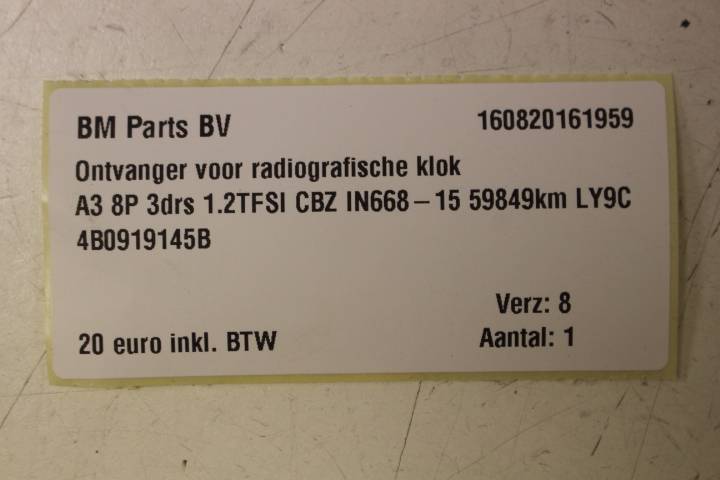 BM Parts BV 160820161959
Ontvanger voor radiografische klok
A3 8P 3drs 1.2TFSI CBZ IN668-15 59849km LY9C
4B0919145B
Verz: 8
20 euro inkl. BTW Aantal: 1